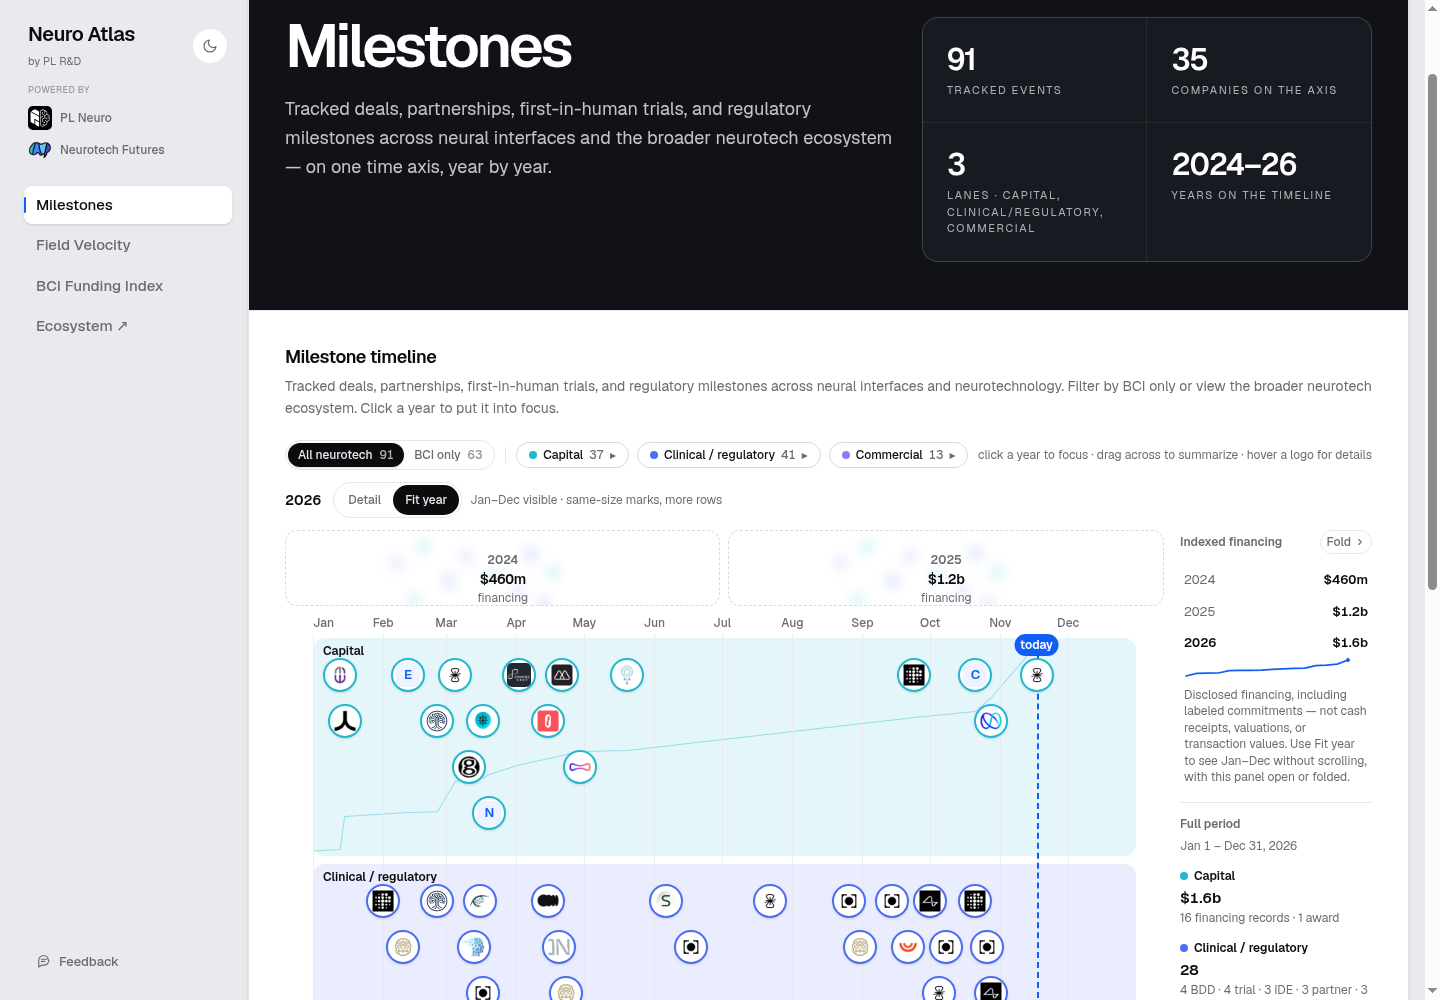 Neuro Atlas
by PL R&D
POWERED BY
PL Neuro
Neurotech Futures
Milestones
Field Velocity
BCI Funding Index
Ecosystem ↗
Feedback
Milestones
Tracked deals, partnerships, first-in-human trials, and regulatory
milestones across neural interfaces and the broader neurotech ecosystem
— on one time axis, year by year.
91
TRACKED EVENTS
35
COMPANIES ON THE AXIS
3
LANES · CAPITAL,
CLINICAL/REGULATORY,
COMMERCIAL
2024–26
YEARS ON THE TIMELINE
Milestone timeline
Tracked deals, partnerships, first-in-human trials, and regulatory milestones across neural interfaces and neurotechnology. Filter by BCI only or view the broader neurotech
ecosystem. Click a year to put it into focus.
All neurotech 91 BCI only 63 Capital 37 ▸ Clinical / regulatory 41 ▸ Commercial 13 ▸ click a year to focus · drag across to summarize · hover a logo for details
2026 Detail Fit year Jan–Dec visible · same-size marks, more rows
2024
$460m
financing
2025
$1.2b
financing
Jan Feb Mar Apr May Jun Jul Aug Sep Oct Nov Dec
today
Capital
E
C
N
Clinical / regulatory
S
JN
Indexed financing Fold ›
2024 $460m
2025 $1.2b
2026 $1.6b
Disclosed financing, including
labeled commitments — not cash
receipts, valuations, or
transaction values. Use Fit year
to see Jan–Dec without scrolling,
with this panel open or folded.
Full period
Jan 1 – Dec 31, 2026
Capital
$1.6b
16 financing records · 1 award
Clinical / regulatory
28
4 BDD · 4 trial · 3 IDE · 3 partner · 3